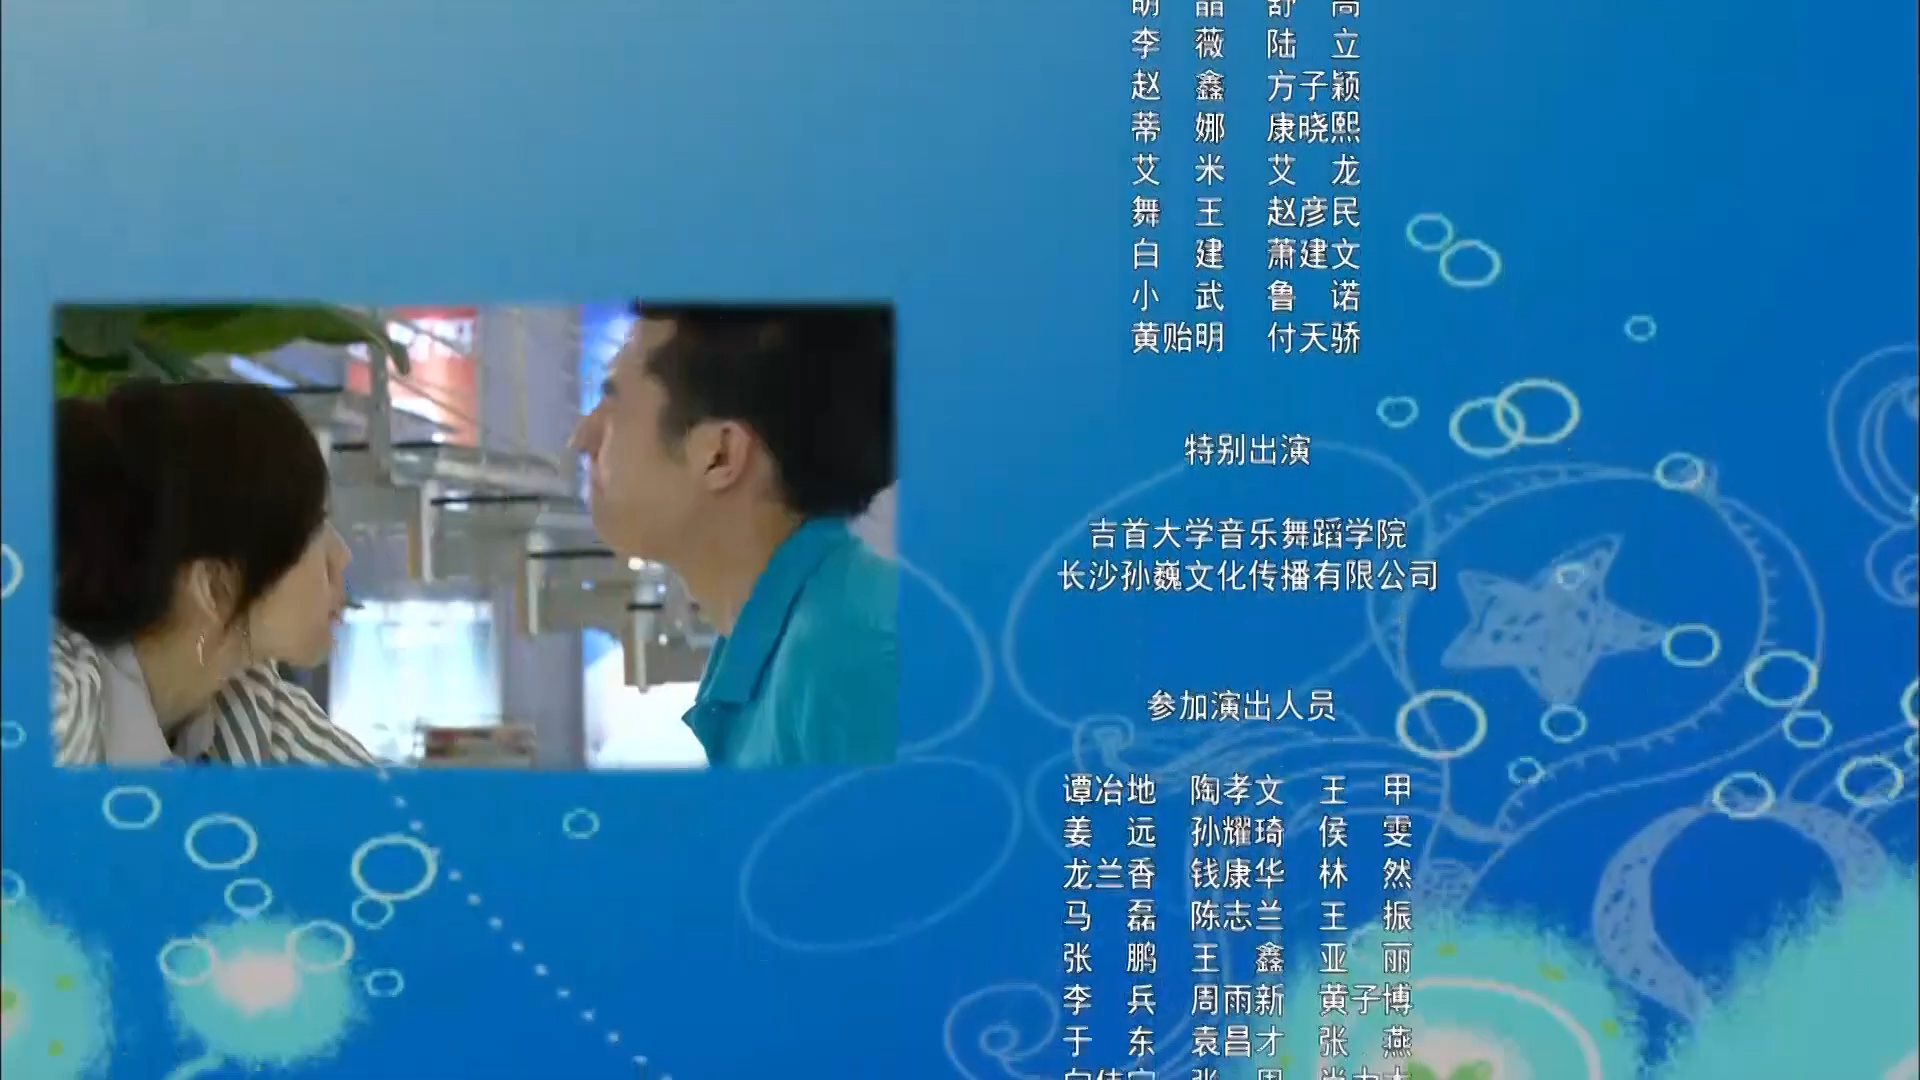 李　薇　陆　立
赵　鑫　方子颖
蒂　娜　康晓熙
艾　米　艾　龙
舞　王　赵彦民
白　建　萧建文
小　武　鲁　诺
黄贻明　付天骄
特别出演
吉首大学音乐舞蹈学院
长沙孙巍文化传播有限公司
参加演出人员
谭冶地　陶孝文　王　甲
姜　远　孙耀琦　侯　雯
龙兰香　钱康华　林　然
马　磊　陈志兰　王　振
张　鹏　王　鑫　亚　丽
李　兵　周雨新　黄子博
于　东　袁昌才　张　燕